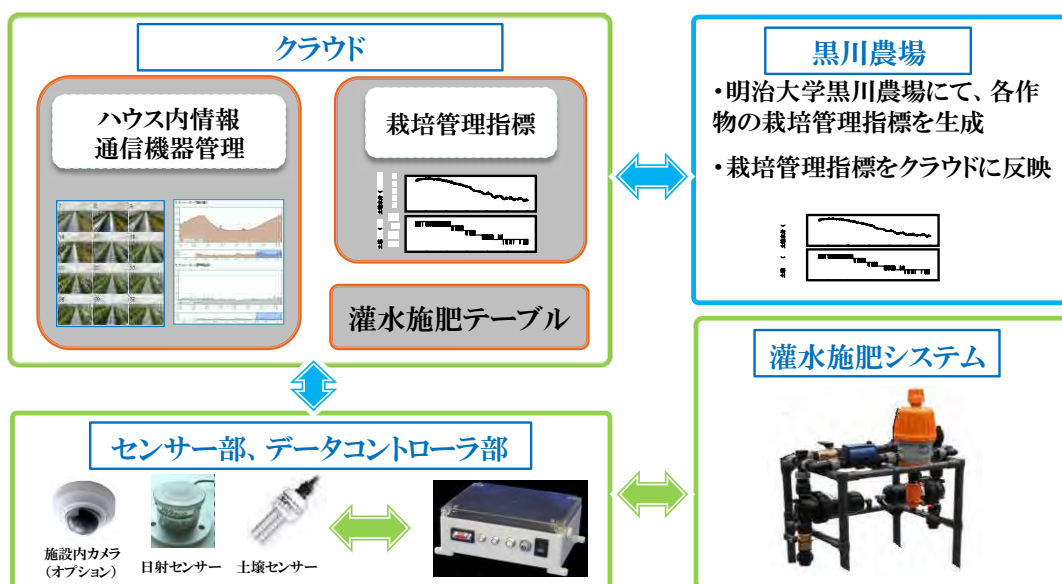 クラウド
ハウス内情報
通信機器管理
栽培管理指標
灌水施肥テーブル
黒川農場
・明治大学黒川農場にて、各作
物の栽培管理指標を生成
・栽培管理指標をクラウドに反映
センサー部、データコントローラ部
施設内カメラ
（オプション）
日射センサー
土壌センサー
灌水施肥システム